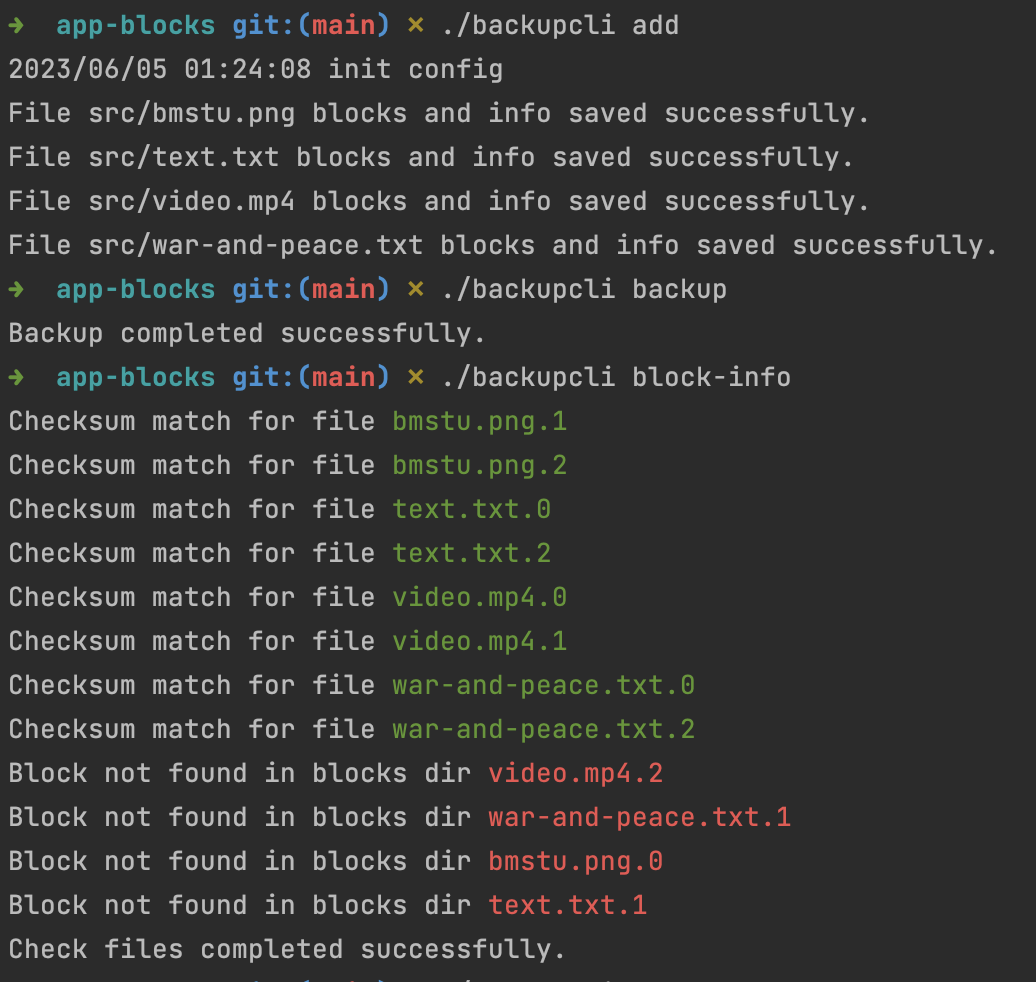 ➜  app-blocks git:(main) ✗ ./backupcli add
2023/06/05 01:24:08 init config
File src/bmstu.png blocks and info saved successfully.
File src/text.txt blocks and info saved successfully.
File src/video.mp4 blocks and info saved successfully.
File src/war-and-peace.txt blocks and info saved successfully.
➜  app-blocks git:(main) ✗ ./backupcli backup
Backup completed successfully.
➜  app-blocks git:(main) ✗ ./backupcli block-info
Checksum match for file bmstu.png.1
Checksum match for file bmstu.png.2
Checksum match for file text.txt.0
Checksum match for file text.txt.2
Checksum match for file video.mp4.0
Checksum match for file video.mp4.1
Checksum match for file war-and-peace.txt.0
Checksum match for file war-and-peace.txt.2
Block not found in blocks dir video.mp4.2
Block not found in blocks dir war-and-peace.txt.1
Block not found in blocks dir bmstu.png.0
Block not found in blocks dir text.txt.1
Check files completed successfully.